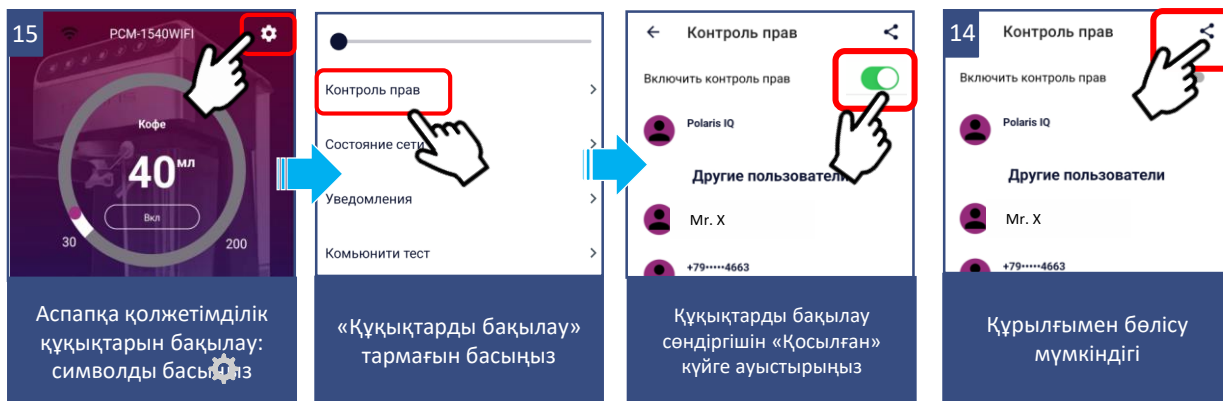 15
PCM-1540WIFI
Кофе
40 мл
Вкл
30
200
Аспапқа қолжетімділік
құқықтарын бақылау:
символды басыңыз
Контроль прав
Состояние сети
Уведомления
Комьюнити тест
«Құқықтарды бақылау»
тармағын басыңыз
Контроль прав
Включить контроль прав
Polaris IQ
Другие пользователи
Mr. X
+79·····4663
Құқықтарды бақылау
сөндіргішін «Қосылған»
күйге ауыстырыңыз
14
Контроль прав
Включить контроль прав
Polaris IQ
Другие пользователи
Mr. X
+79·····4663
Құрылғымен бөлісу
мүмкіндігі